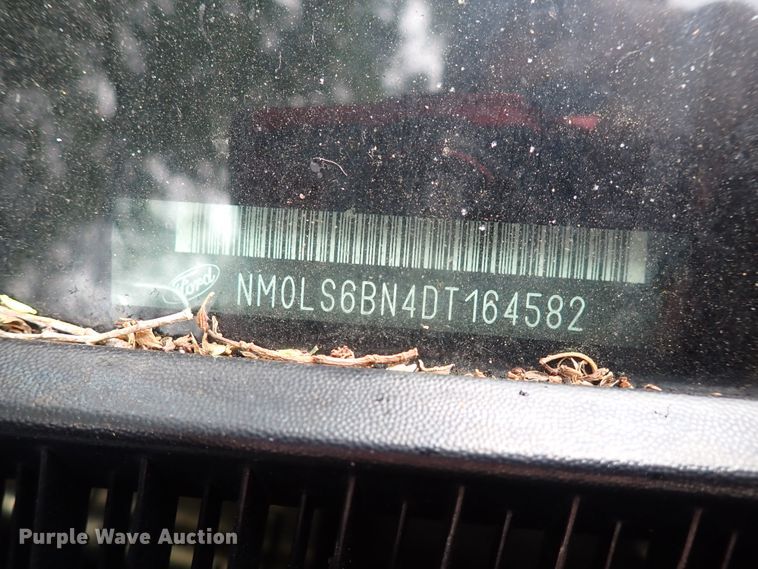 Ford NM0LS6BN4DT164582
Purple Wave Auction